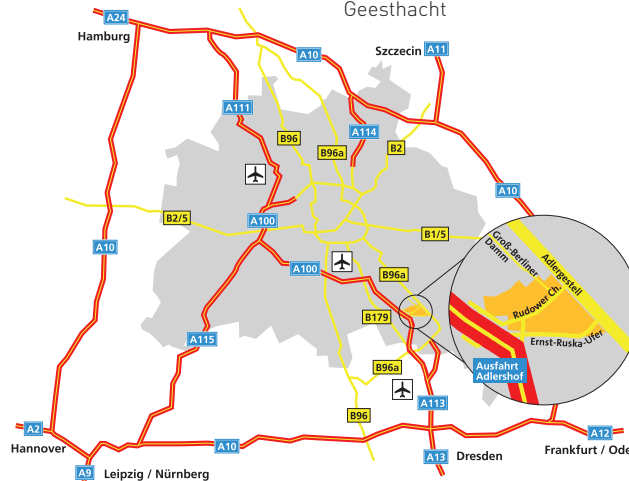 Geesthacht
A24
Hamburg
A10
Szczecin
A11
A111
B96
A114
B96a
B2
A10
B2/5
A100
B1/5
A10
A100
B96a
Groß-Berliner
Damm
Adlergestell
Rudower Ch.
B179
Ernst-Ruska-Ufer
A115
B96a
Ausfahrt
Adlershof
A113
B96
A2
A12
Hannover
A10
Dresden
Frankfurt / Ode
A9
Leipzig / Nürnberg
A13